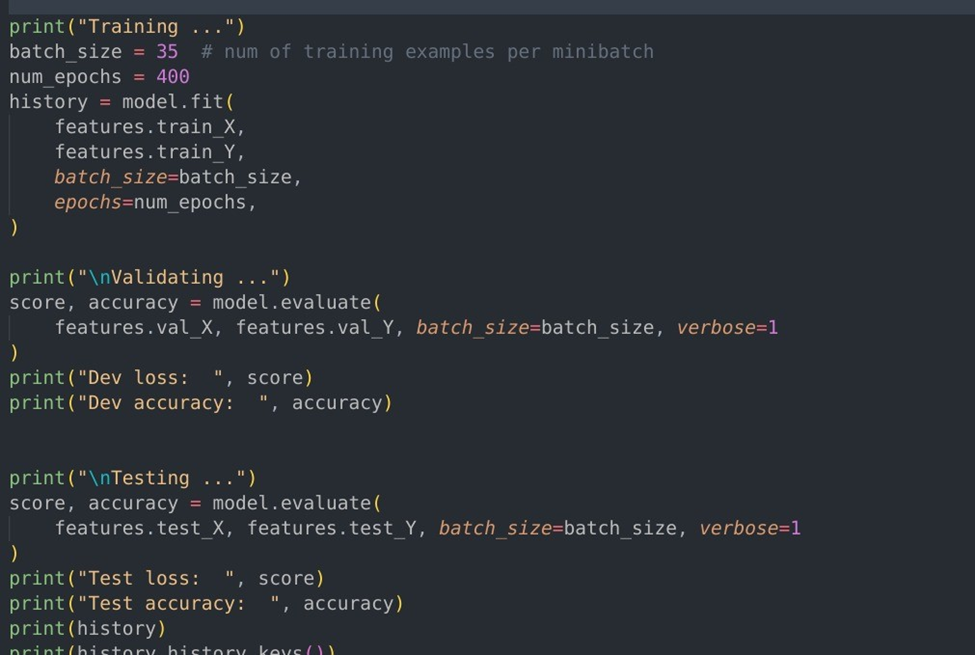 print("Training ...")
batch_size = 35  # num of training examples per minibatch
num_epochs = 400
history = model.fit(
    features.train_X,
    features.train_Y,
    batch_size=batch_size,
    epochs=num_epochs,
)
print("\nValidating ...")
score, accuracy = model.evaluate(
    features.val_X, features.val_Y, batch_size=batch_size, verbose=1
)
print("Dev loss:  ", score)
print("Dev accuracy:  ", accuracy)
print("\nTesting ...")
score, accuracy = model.evaluate(
    features.test_X, features.test_Y, batch_size=batch_size, verbose=1
)
print("Test loss:  ", score)
print("Test accuracy:  ", accuracy)
print(history)
print(history.history.keys())